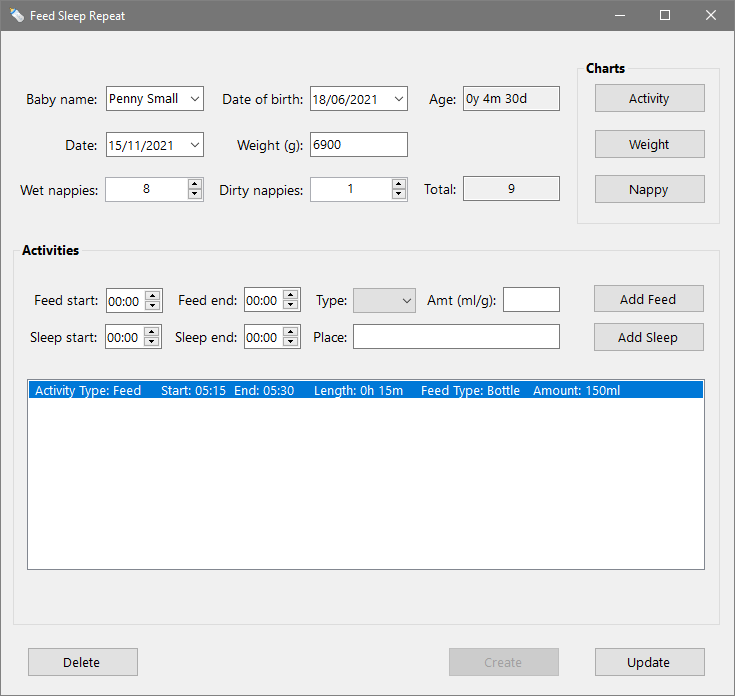 Feed Sleep Repeat
Charts
Baby name: Penny Small Date of birth: 18/06/2021 Age: 0y 4m 30d Activity
Date: 15/11/2021 Weight (g): 6900 Weight
Wet nappies: 8 Dirty nappies: 1 Total: 9 Nappy
Activities
Feed start: 00:00 Feed end: 00:00 Type: Amt (ml/g): Add Feed
Sleep start: 00:00 Sleep end: 00:00 Place: Add Sleep
Activity Type: Feed Start: 05:15 End: 05:30 Length: 0h 15m Feed Type: Bottle Amount: 150ml
Delete Create Update